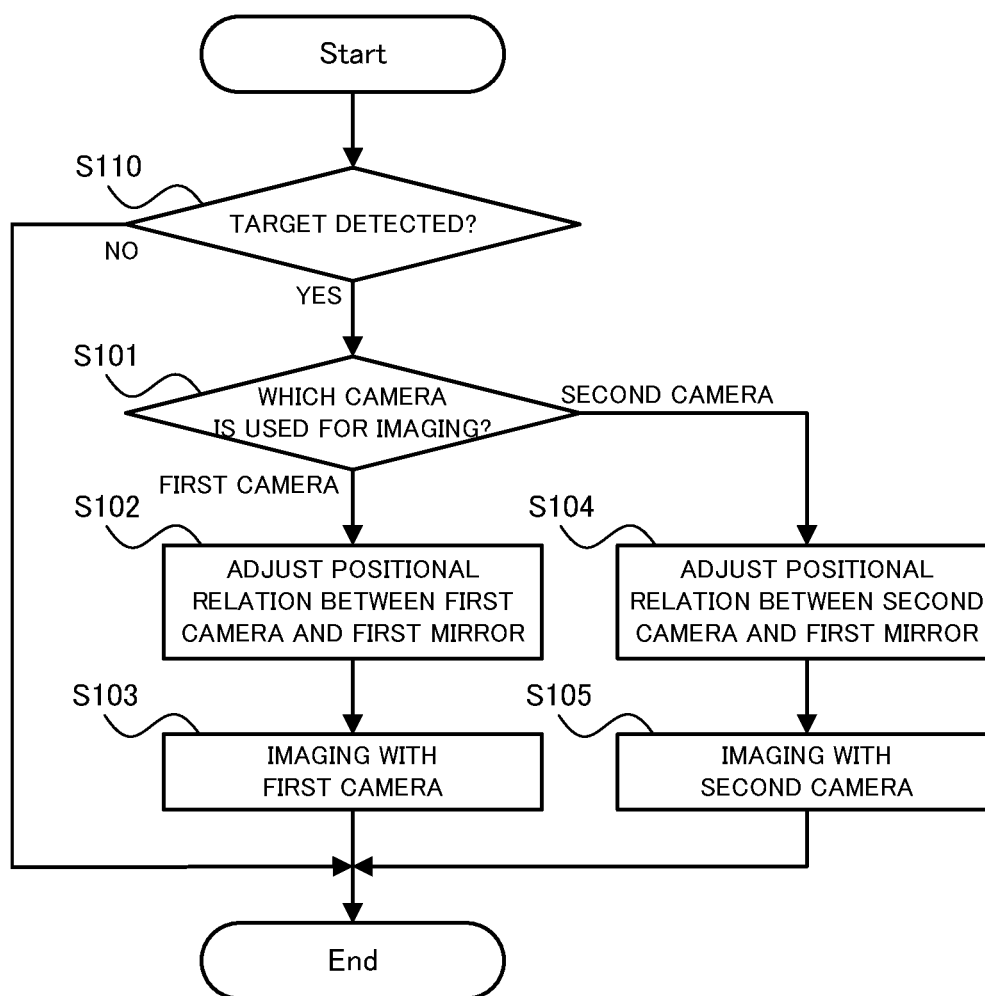 Start
S110
TARGET DETECTED?
NO
YES
S101
WHICH CAMERA
IS USED FOR IMAGING?
SECOND CAMERA
FIRST CAMERA
S102
ADJUST POSITIONAL
RELATION BETWEEN FIRST
CAMERA AND FIRST MIRROR
S104
ADJUST POSITIONAL
RELATION BETWEEN SECOND
CAMERA AND FIRST MIRROR
S103
IMAGING WITH
FIRST CAMERA
S105
IMAGING WITH
SECOND CAMERA
End